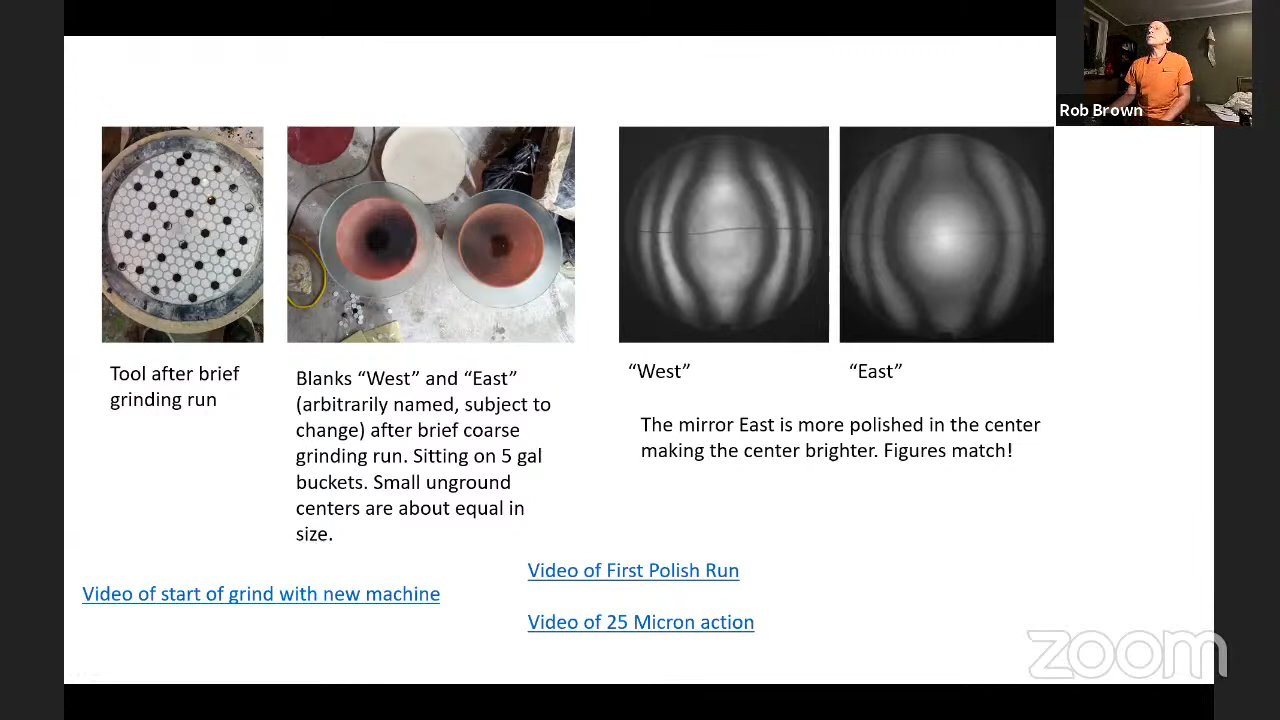 Rob Brown
Tool after brief
grinding run
Blanks “West” and “East”
(arbitrarily named, subject to
change) after brief coarse
grinding run. Sitting on 5 gal
buckets. Small unground
centers are about equal in
size.
“West”
“East”
The mirror East is more polished in the center
making the center brighter. Figures match!
Video of start of grind with new machine
Video of First Polish Run
Video of 25 Micron action
zoom